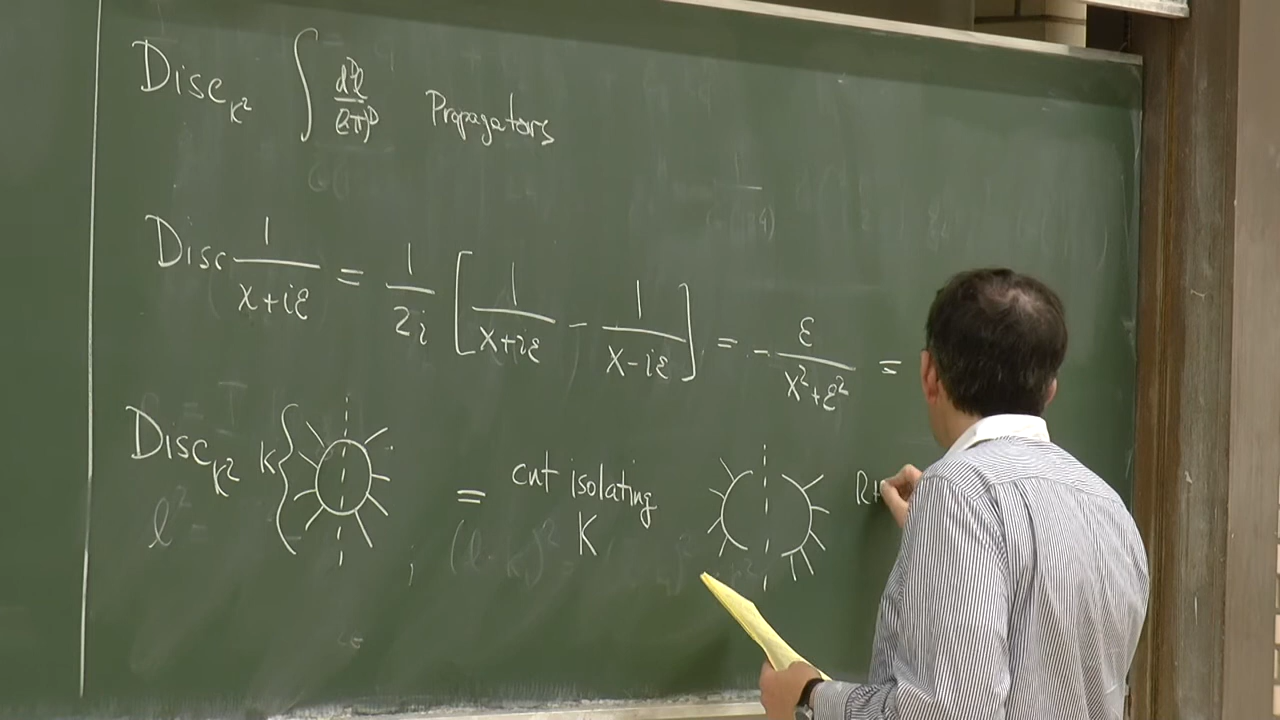 Disc_{K²} ∫ d^Dℓ/(2π)^D Propagators
Disc 1/(x+iε) = 1/2i [1/(x+iε) - 1/(x-iε)] = - ε/(x²+ε²) =
Disc_{K²} K { = cut isolating K